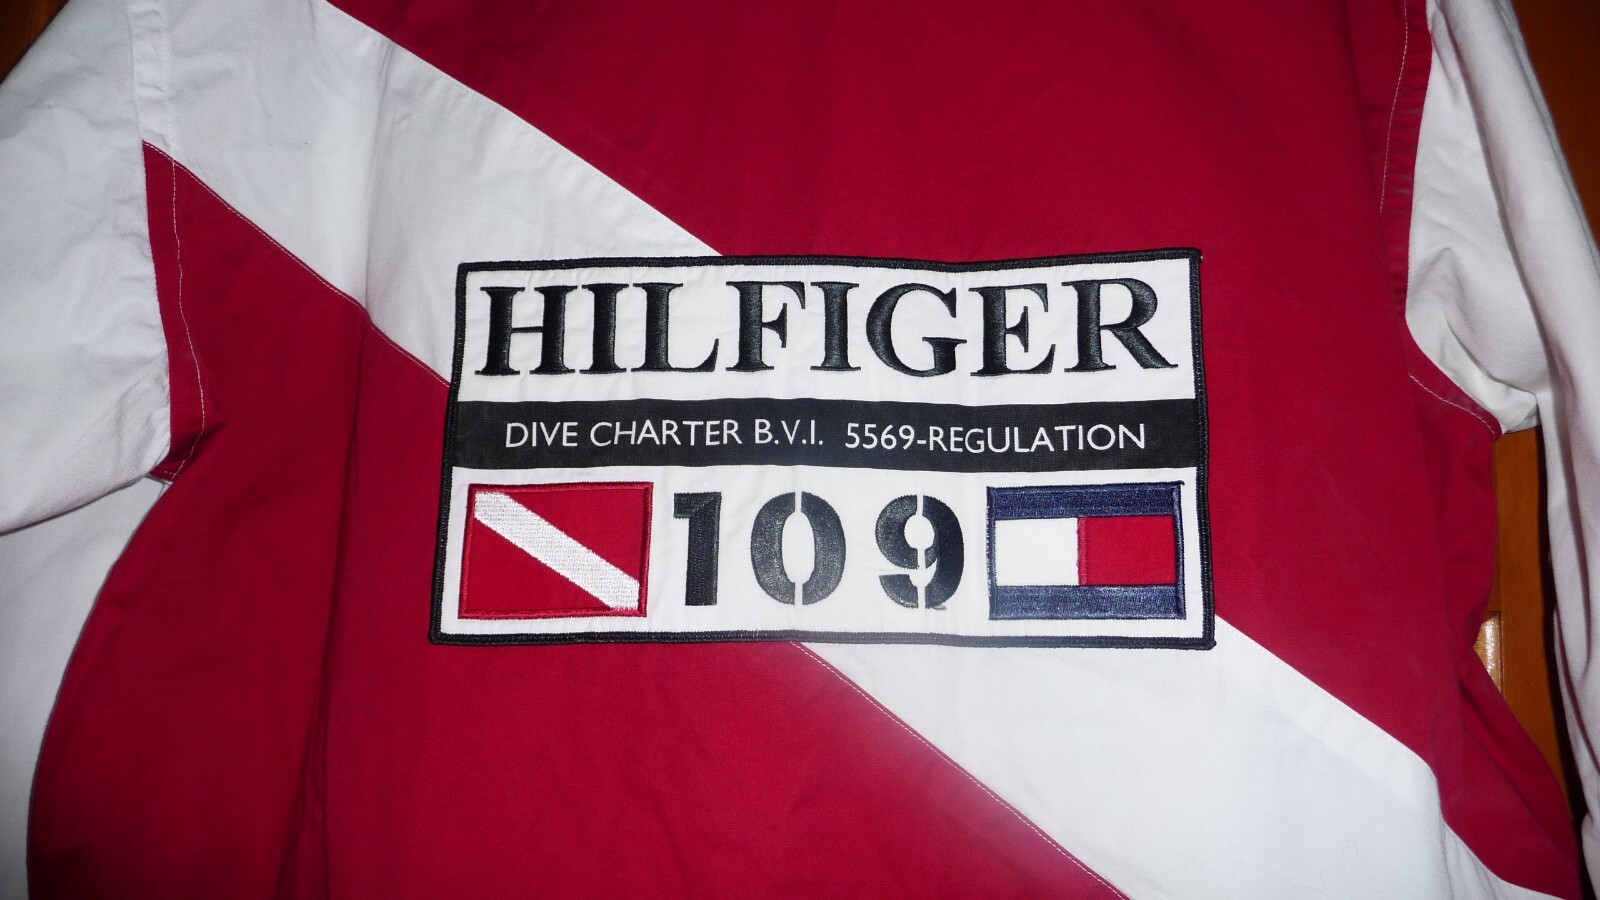 HILFIGER
DIVE CHARTER B.V.I. 5569-REGULATION
109